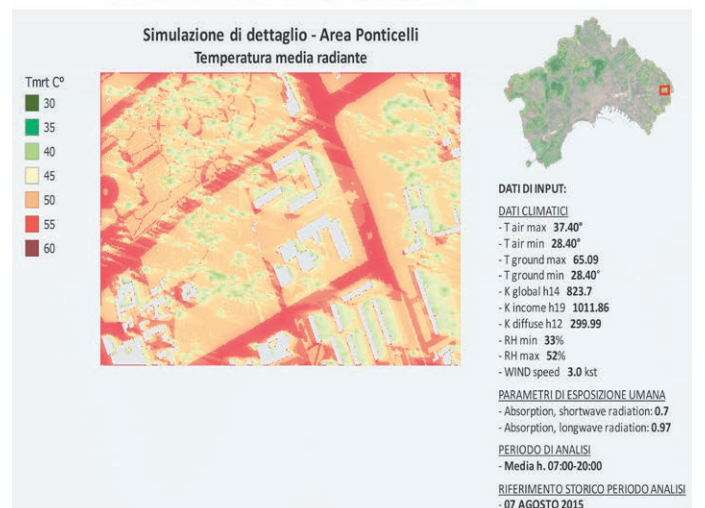 Simulazione di dettaglio - Area Ponticelli
Temperatura media radiante
Tmrt C°
30
35
40
45
50
55
60
DATI DI INPUT:
DATI CLIMATICI
- T air max 37.40°
- T air min 28.40°
- T ground max 65.09
- T ground min 28.40°
- K global h14 823.7
- K income h19 1011.86
- K diffuse h12 299.99
- RH min 33%
- RH max 52%
- WIND speed 3.0 kst
PARAMETRI DI ESPOSIZIONE UMANA
- Absorption, shortwave radiation: 0.7
- Absorption, longwave radiation: 0.97
PERIODO DI ANALISI
- Media h. 07:00-20:00
RIFERIMENTO STORICO PERIODO ANALISI
- 07 AGOSTO 2015